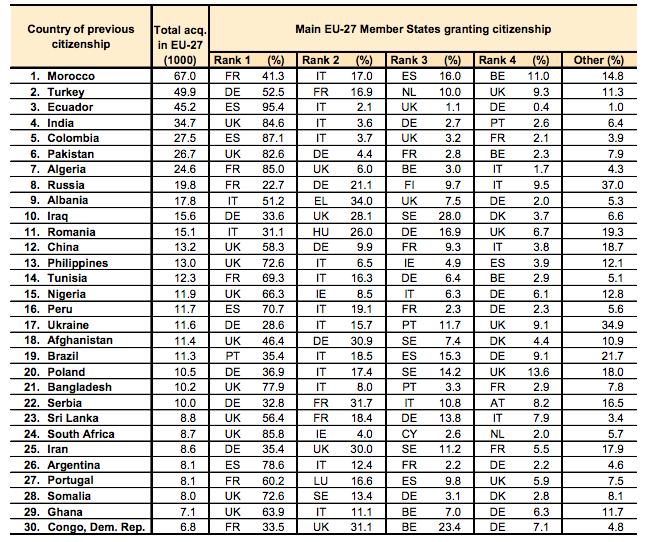 Country of previous citizenship Total acq. in EU-27 (1000) Main EU-27 Member States granting citizenship
Rank 1 (%) Rank 2 (%) Rank 3 (%) Rank 4 (%) Other (%)
1. Morocco 67.0 FR 41.3 IT 17.0 ES 16.0 BE 11.0 14.8
2. Turkey 49.9 DE 52.5 FR 16.9 NL 10.0 UK 9.3 11.3
3. Ecuador 45.2 ES 95.4 IT 2.1 UK 1.1 DE 0.4 1.0
4. India 34.7 UK 84.6 IT 3.6 DE 2.7 PT 2.6 6.4
5. Colombia 27.5 ES 87.1 IT 3.7 UK 3.2 FR 2.1 3.9
6. Pakistan 26.7 UK 82.6 DE 4.4 FR 2.8 BE 2.3 7.9
7. Algeria 24.6 FR 85.0 UK 6.0 BE 3.0 IT 1.7 4.3
8. Russia 19.8 FR 22.7 DE 21.1 FI 9.7 IT 9.5 37.0
9. Albania 17.8 IT 51.2 EL 34.0 UK 7.5 DE 2.0 5.3
10. Iraq 15.6 DE 33.6 UK 28.1 SE 28.0 DK 3.7 6.6
11. Romania 15.1 IT 31.1 HU 26.0 DE 16.9 UK 6.7 19.3
12. China 13.2 UK 58.3 DE 9.9 FR 9.3 IT 3.8 18.7
13. Philippines 13.0 UK 72.6 IT 6.5 IE 4.9 ES 3.9 12.1
14. Tunisia 12.3 FR 69.3 IT 16.3 DE 6.4 BE 2.9 5.1
15. Nigeria 11.9 UK 66.3 IE 8.5 IT 6.3 DE 6.1 12.8
16. Peru 11.7 ES 70.7 IT 19.1 FR 2.3 DE 2.3 5.6
17. Ukraine 11.6 DE 28.6 IT 15.7 PT 11.7 UK 9.1 34.9
18. Afghanistan 11.4 UK 46.4 DE 30.9 SE 7.4 DK 4.4 10.9
19. Brazil 11.3 PT 35.4 IT 18.5 ES 15.3 DE 9.1 21.7
20. Poland 10.5 DE 36.9 IT 17.4 SE 14.2 UK 13.6 18.0
21. Bangladesh 10.2 UK 77.9 IT 8.0 PT 3.3 FR 2.9 7.8
22. Serbia 10.0 DE 32.8 FR 31.7 IT 10.8 AT 8.2 16.5
23. Sri Lanka 8.8 UK 56.4 FR 18.4 DE 13.8 IT 7.9 3.4
24. South Africa 8.7 UK 85.8 IE 4.0 CY 2.6 NL 2.0 5.7
25. Iran 8.6 DE 35.4 UK 30.0 SE 11.2 FR 5.5 17.9
26. Argentina 8.1 ES 78.6 IT 12.4 FR 2.2 DE 2.2 4.6
27. Portugal 8.1 FR 60.2 LU 16.6 ES 9.8 UK 5.9 7.5
28. Somalia 8.0 UK 72.6 SE 13.4 DE 3.1 DK 2.8 8.1
29. Ghana 7.1 UK 63.9 IT 11.1 BE 7.0 DE 6.3 11.7
30. Congo, Dem. Rep. 6.8 FR 33.5 UK 31.1 BE 23.4 DE 7.1 4.8